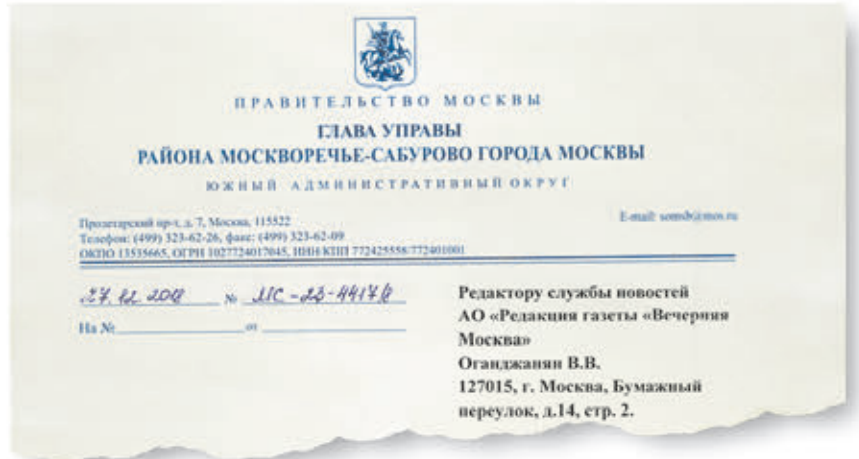 ПРАВИТЕЛЬСТВО МОСКВЫ
ГЛАВА УПРАВЫ
РАЙОНА МОСКВОРЕЧЬЕ-САБУРОВО ГОРОДА МОСКВЫ
ЮЖНЫЙ АДМИНИСТРАТИВНЫЙ ОКРУГ
Пролетарский пр-т, д. 7, Москва, 115522
E-mail:
Телефон: (499) 323-62-26, факс: (499) 323-62-09
ОКПО 13535665, ОГРН 1027724017045, ИНН/КПП 772425558/772401001
27.12.2018 № МС-23-4417/8
На № от
Редактору службы новостей
АО «Редакция газеты «Вечерняя
Москва»
Оганджанян В.В.
127015, г. Москва, Бумажный
переулок, д.14, стр. 2.